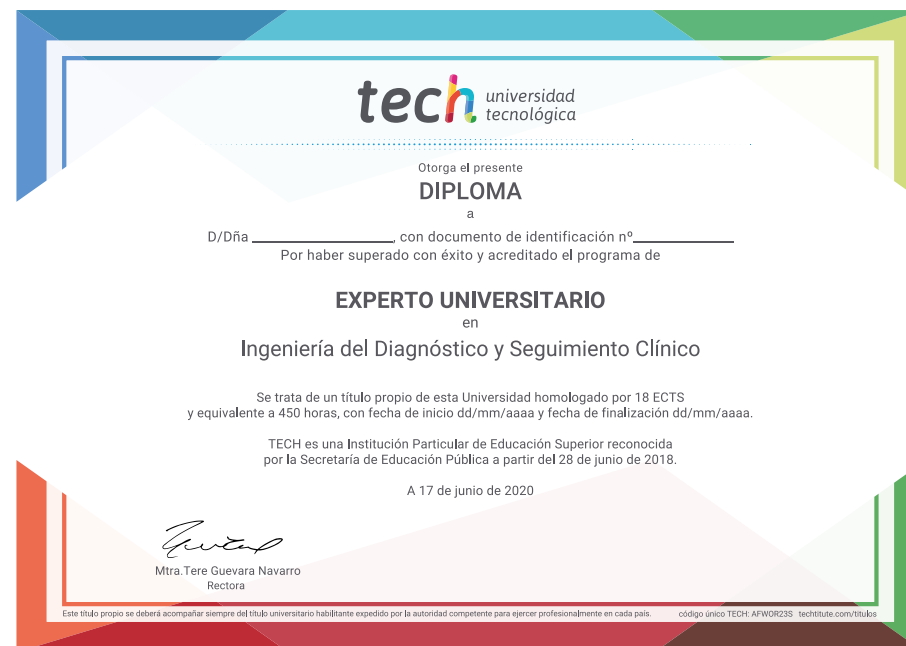 tech universidad
tecnológica
Otorga el presente
DIPLOMA
a
D/Dña ____________________, con documento de identificación nº______________
Por haber superado con éxito y acreditado el programa de
EXPERTO UNIVERSITARIO
en
Ingeniería del Diagnóstico y Seguimiento Clínico
Se trata de un título propio de esta Universidad homologado por 18 ECTS
y equivalente a 450 horas, con fecha de inicio dd/mm/aaaa y fecha de finalización dd/mm/aaaa.
TECH es una Institución Particular de Educación Superior reconocida
por la Secretaría de Educación Pública a partir del 28 de junio de 2018.
A 17 de junio de 2020
Mtra.Tere Guevara Navarro
Rectora
Este título propio se deberá acompañar siempre del título universitario habilitante expedido por la autoridad competente para ejercer profesionalmente en cada país. código único TECH: AFWOR23S techtitute.com/titulos